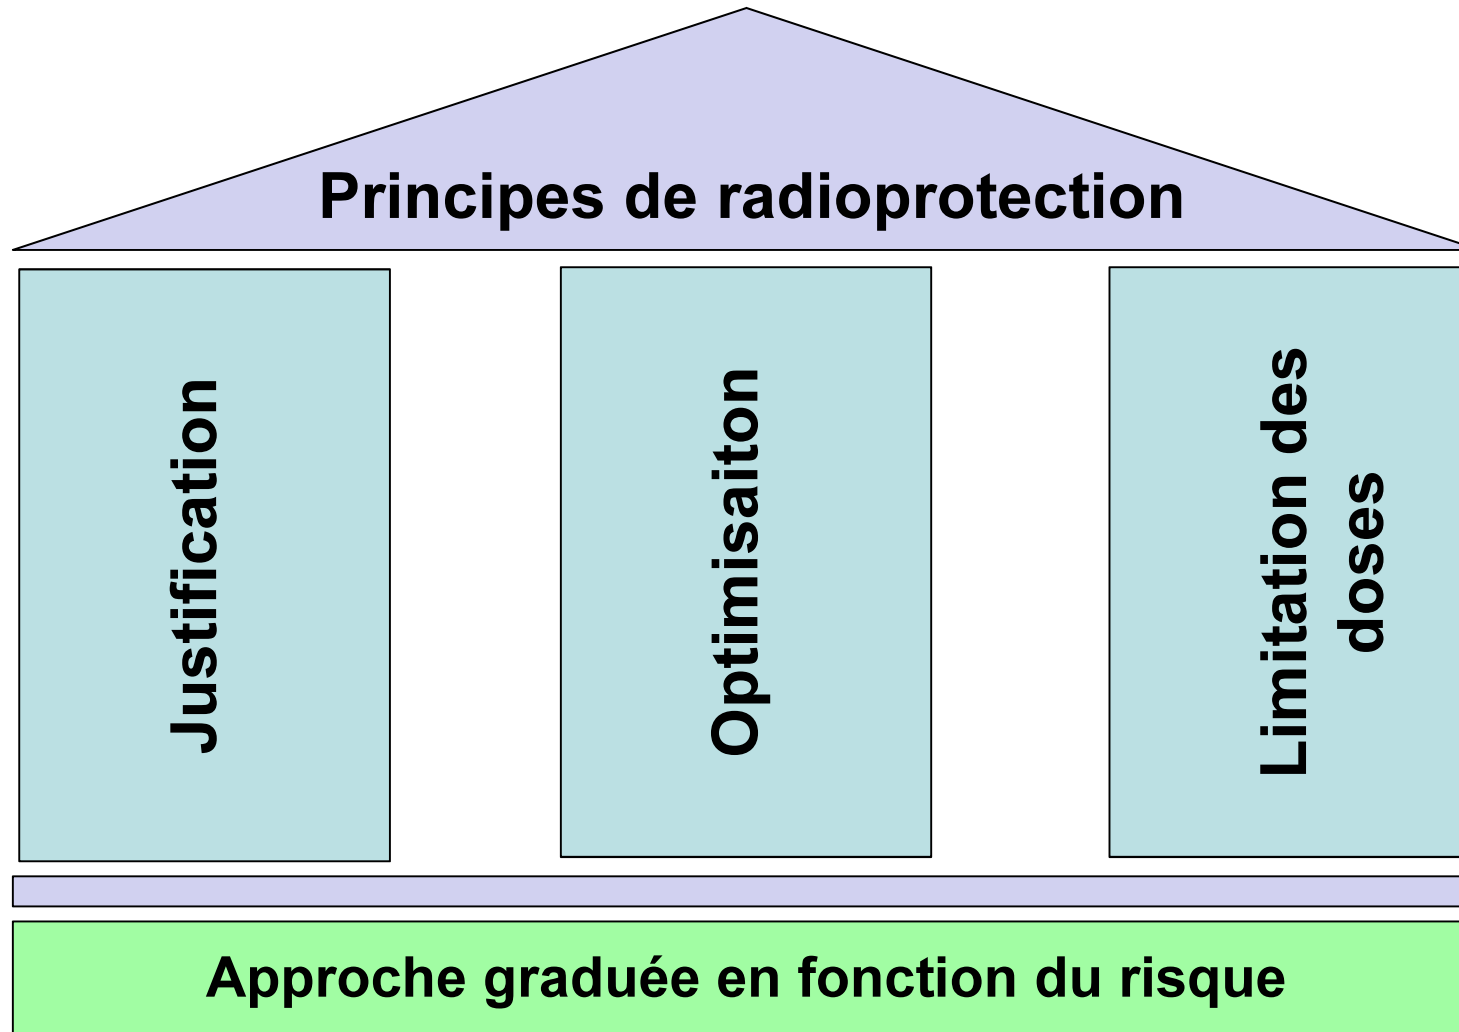 Principes de radioprotection
Justification
Optimisaiton
Limitation des
doses
Approche graduée en fonction du risque